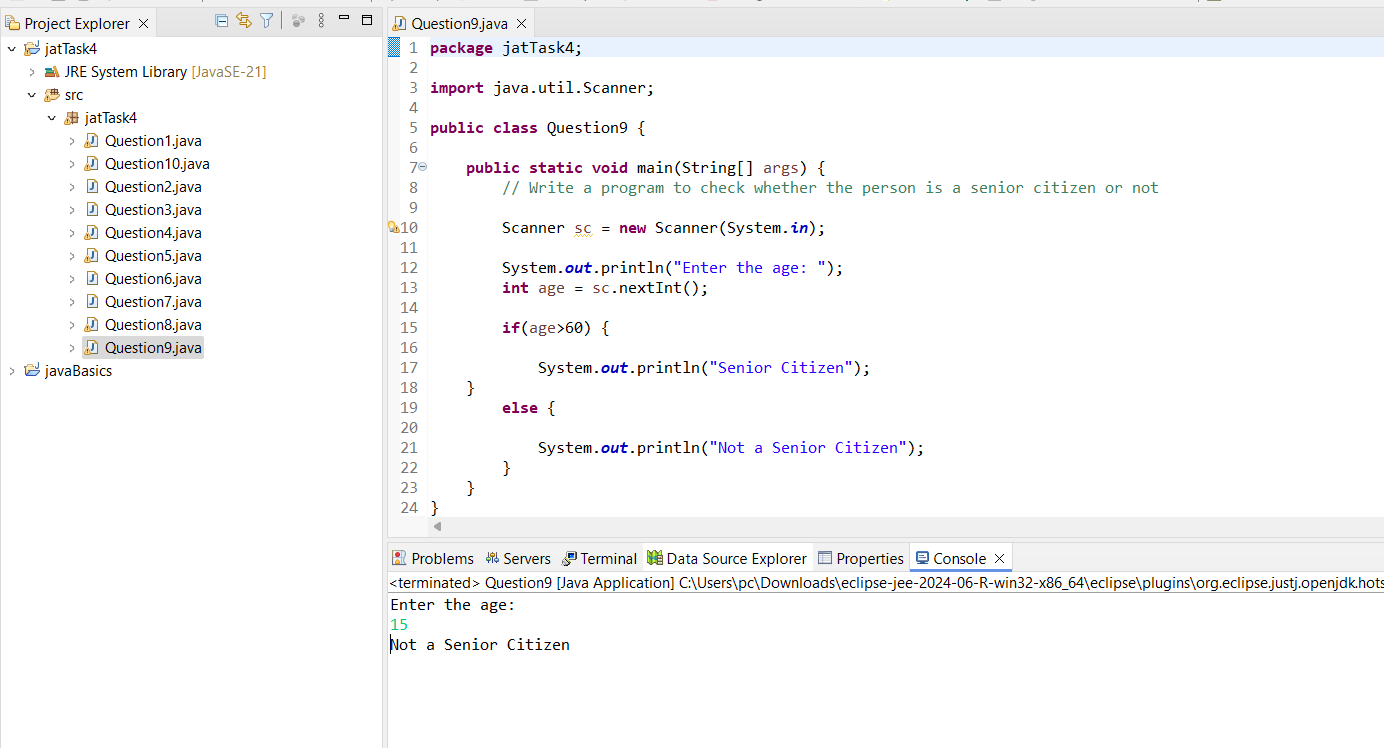 Project Explorer
jatTask4
JRE System Library [JavaSE-21]
src
jatTask4
Question1.java
Question10.java
Question2.java
Question3.java
Question4.java
Question5.java
Question6.java
Question7.java
Question8.java
Question9.java
javaBasics
Question9.java
1 package jatTask4;
2
3 import java.util.Scanner;
4
5 public class Question9 {
6
7     public static void main(String[] args) {
8         // Write a program to check whether the person is a senior citizen or not
9
10         Scanner sc = new Scanner(System.in);
11
12         System.out.println("Enter the age: ");
13         int age = sc.nextInt();
14
15         if(age>60) {
16
17             System.out.println("Senior Citizen");
18     }
19         else {
20
21             System.out.println("Not a Senior Citizen");
22         }
23     }
24 }
Problems Servers Terminal Data Source Explorer Properties Console
<terminated> Question9 [Java Application] C:\Users\pc\Downloads\eclipse-jee-2024-06-R-win32-x86_64\eclipse\plugins\org.eclipse.justj.openjdk.hots
Enter the age:
15
Not a Senior Citizen